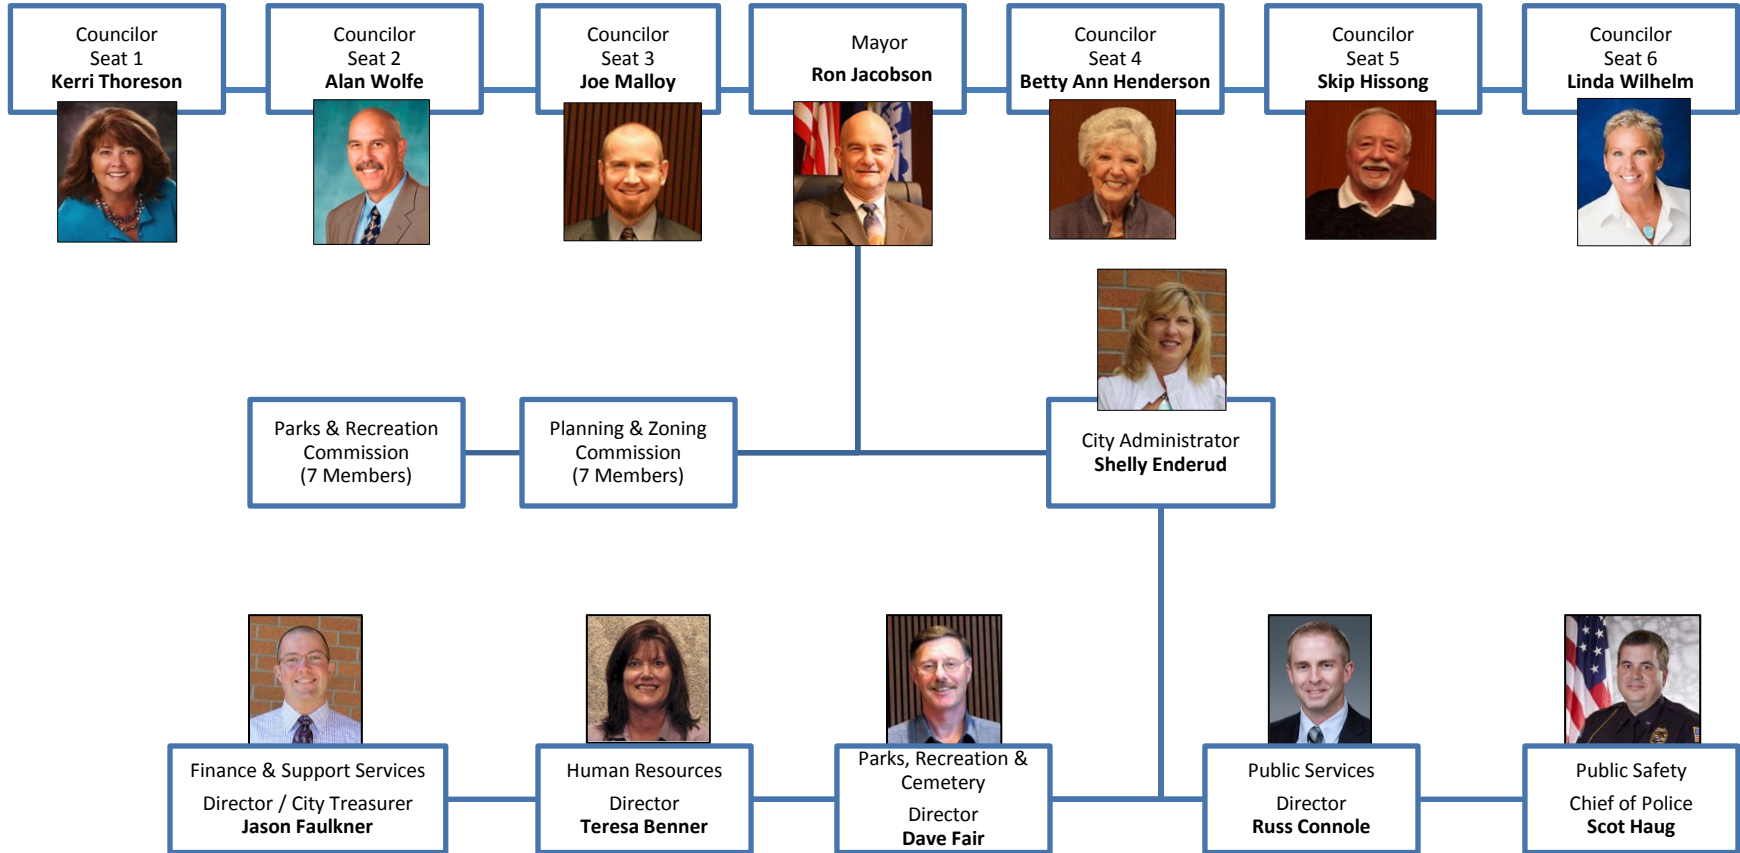 Councilor
Seat 1
Kerri Thoreson
Councilor
Seat 2
Alan Wolfe
Councilor
Seat 3
Joe Malloy
Mayor
Ron Jacobson
Councilor
Seat 4
Betty Ann Henderson
Councilor
Seat 5
Skip Hissong
Councilor
Seat 6
Linda Wilhelm
Parks & Recreation
Commission
(7 Members)
Planning & Zoning
Commission
(7 Members)
City Administrator
Shelly Enderud
Finance & Support Services
Director / City Treasurer
Jason Faulkner
Human Resources
Director
Teresa Benner
Parks, Recreation &
Cemetery
Director
Dave Fair
Public Services
Director
Russ Connole
Public Safety
Chief of Police
Scot Haug